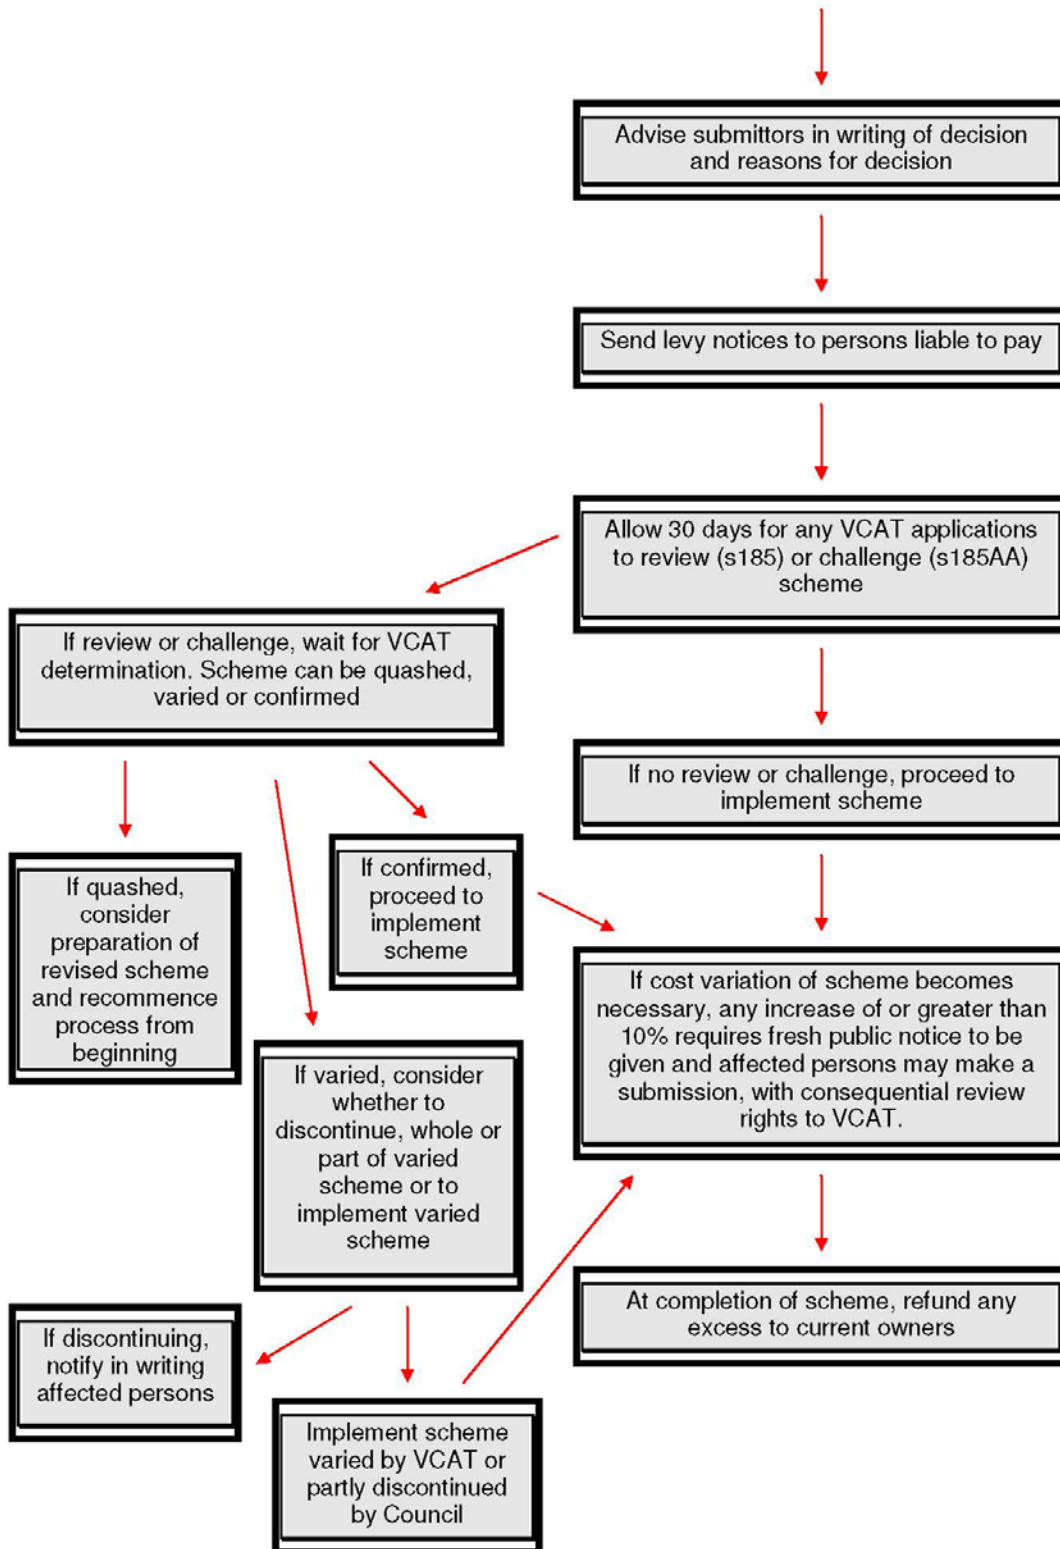 Advise submittors in writing of decision
and reasons for decision
Send levy notices to persons liable to pay
Allow 30 days for any VCAT applications
to review (s185) or challenge (s185AA)
scheme
If review or challenge, wait for VCAT
determination. Scheme can be quashed,
varied or confirmed
If no review or challenge, proceed to
implement scheme
If quashed,
consider
preparation of
revised scheme
and recommence
process from
beginning
If confirmed,
proceed to
implement
scheme
If cost variation of scheme becomes
necessary, any increase of or greater than
10% requires fresh public notice to be
given and affected persons may make a
submission, with consequential review
rights to VCAT.
If varied, consider
whether to
discontinue, whole or
part of varied
scheme or to
implement varied
scheme
At completion of scheme, refund any
excess to current owners
If discontinuing,
notify in writing
affected persons
Implement scheme
varied by VCAT or
partly discontinued
by Council